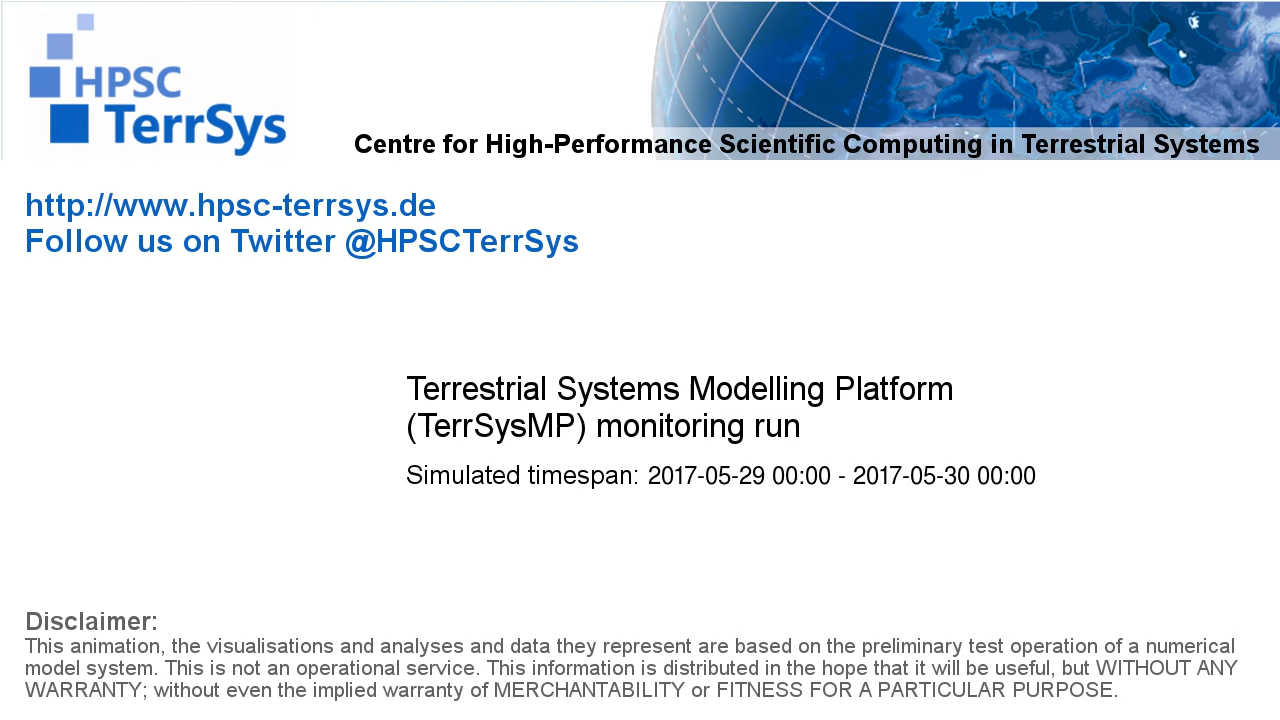 HPSC
TerrSys
Centre for High-Performance Scientific Computing in Terrestrial Systems
http://www.hpsc-terrsys.de
Follow us on Twitter @HPSCTerrSys
Terrestrial Systems Modelling Platform
(TerrSysMP) monitoring run
Simulated timespan: 2017-05-29 00:00 - 2017-05-30 00:00
Disclaimer:
This animation, the visualisations and analyses and data they represent are based on the preliminary test operation of a numerical
model system. This is not an operational service. This information is distributed in the hope that it will be useful, but WITHOUT ANY
WARRANTY; without even the implied warranty of MERCHANTABILITY or FITNESS FOR A PARTICULAR PURPOSE.